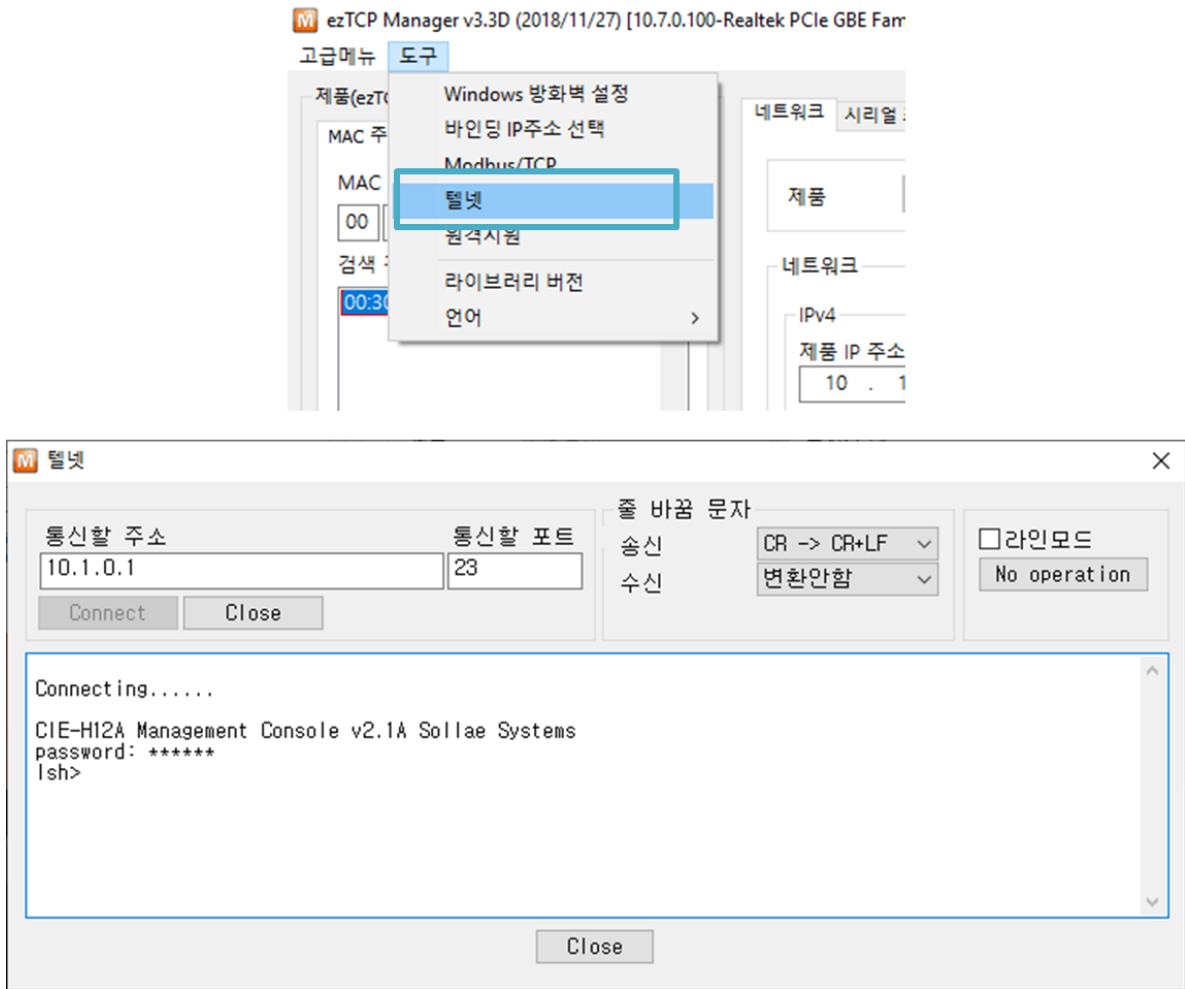 ezTCP Manager v3.3D (2018/11/27) [10.7.0.100-Realtek PCIe GBE Fam
고급메뉴 도구
제품(ezTC
Windows 방화벽 설정
네트워크 시리얼
바인딩 IP주소 선택
MAC 주
Modbus/TCP
MAC
텔넷
제품
00
원격지원
검색
네트워크
라이브러리 버전
00:30
언어
IPv4
제품 IP 주소
10 . 1
텔넷
줄 바꿈 문자
통신할 주소 통신할 포트
송신 CR -> CR+LF
라인모드
10.1.0.1 23
수신 변환안함
No operation
Connect Close
Connecting......
CIE-H12A Management Console v2.1A Sollae Systems
password: ******
lsh>
Close